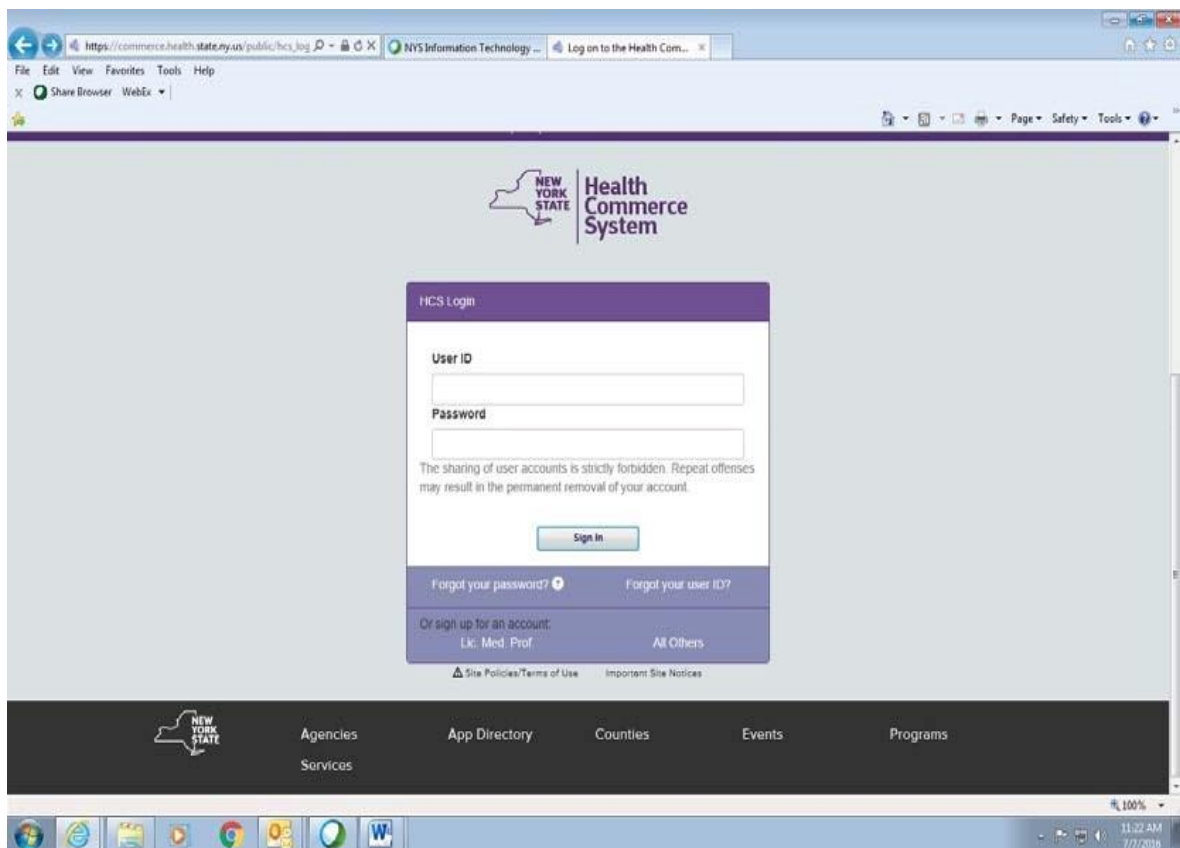 https://commerce.health.state.ny.us/public/hcs_log
NYS Information Technology ...
Log on to the Health Com...
File Edit View Favorites Tools Help
x Share Browser WebEx
Page Safety Tools
NEW YORK STATE
Health Commerce System
HCS Login
User ID
Password
The sharing of user accounts is strictly forbidden. Repeat offenses
may result in the permanent removal of your account.
Sign In
Forgot your password? ? Forgot your user ID?
Or sign up for an account:
Lic. Med. Prof. All Others
Site Policies/Terms of Use Important Site Notices
NEW YORK STATE
Agencies App Directory Counties Events Programs
Services
100%
11:22 AM
7/7/2016